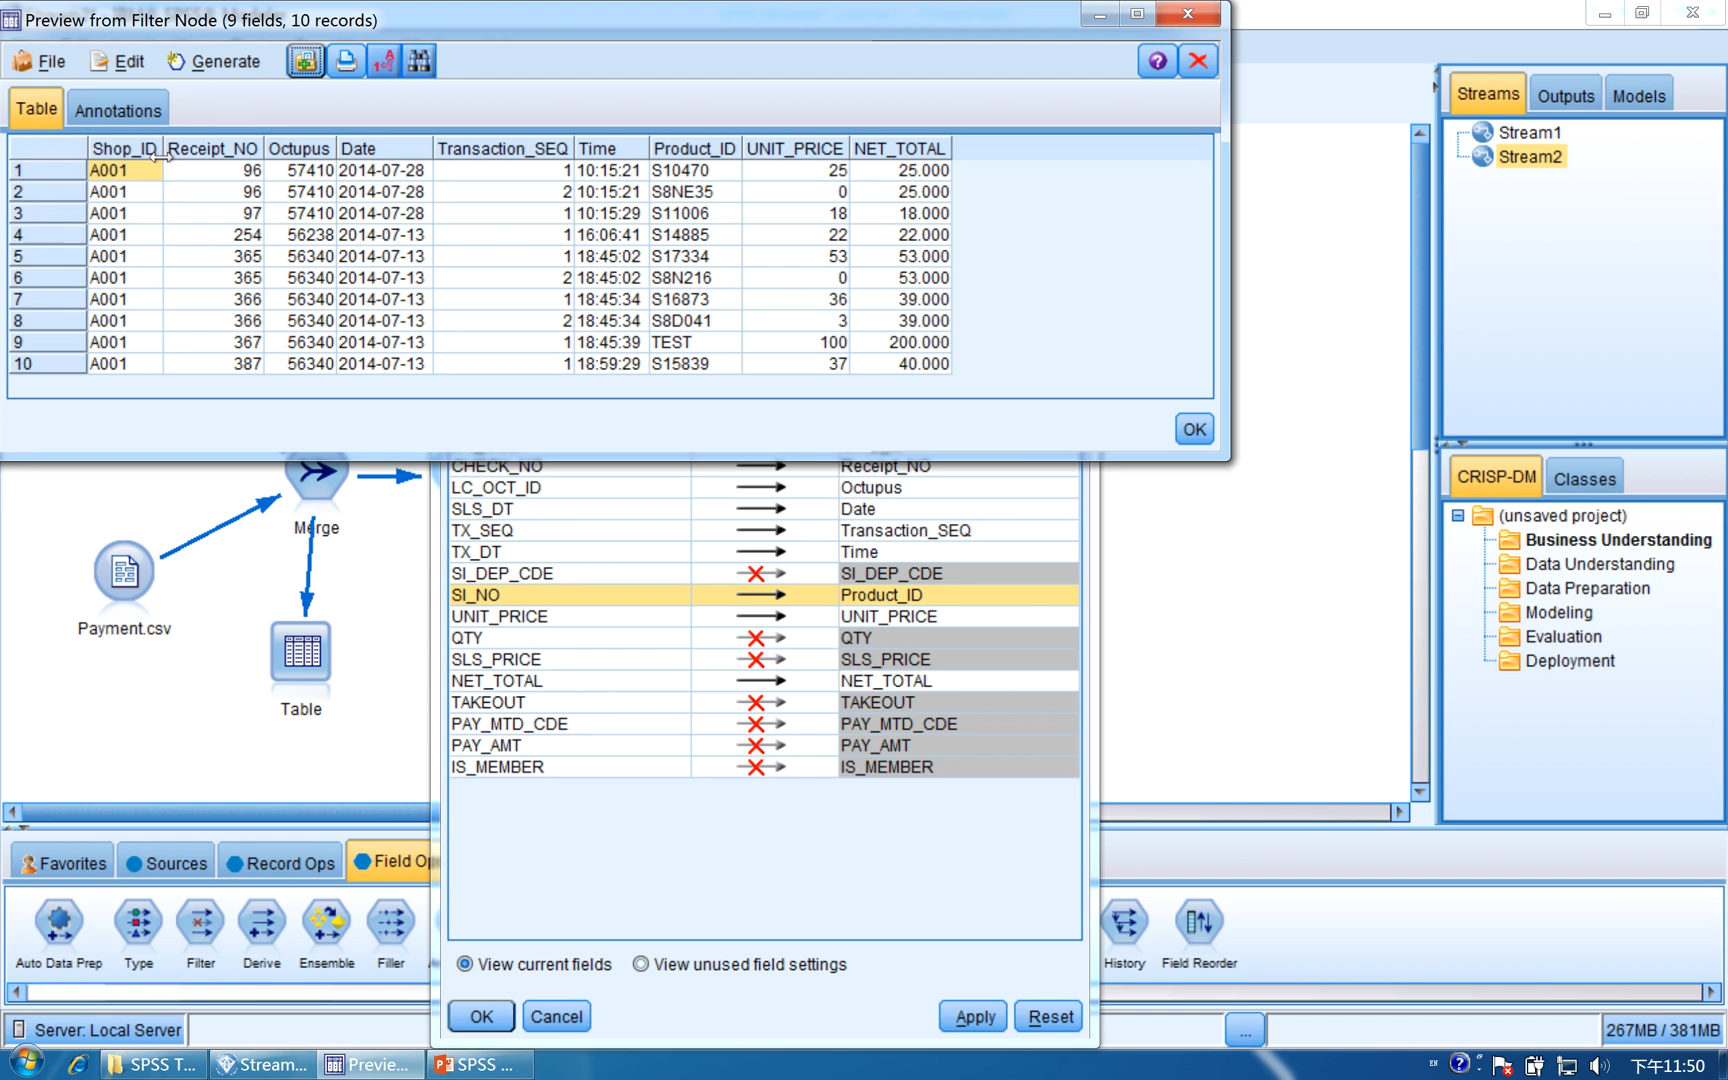 Preview from Filter Node (9 fields, 10 records)
File Edit Generate
Table Annotations
Shop_ID Receipt_NO Octupus Date Transaction_SEQ Time Product_ID UNIT_PRICE NET_TOTAL
1 A001 96 57410 2014-07-28 1 10:15:21 S10470 25 25.000
2 A001 96 57410 2014-07-28 2 10:15:21 S8NE35 0 25.000
3 A001 97 57410 2014-07-28 1 10:15:29 S11006 18 18.000
4 A001 254 56238 2014-07-13 1 16:06:41 S14885 22 22.000
5 A001 365 56340 2014-07-13 1 18:45:02 S17334 53 53.000
6 A001 365 56340 2014-07-13 2 18:45:02 S8N216 0 53.000
7 A001 366 56340 2014-07-13 1 18:45:34 S16873 36 39.000
8 A001 366 56340 2014-07-13 2 18:45:34 S8D041 3 39.000
9 A001 367 56340 2014-07-13 1 18:45:39 TEST 100 200.000
10 A001 387 56340 2014-07-13 1 18:59:29 S15839 37 40.000
OK
Streams Outputs Models
Stream1
Stream2
CRISP-DM Classes
(unsaved project)
Business Understanding
Data Understanding
Data Preparation
Modeling
Evaluation
Deployment
Merge
Payment.csv
Table
CHECK_NO Receipt_NO
LC_OCT_ID Octupus
SLS_DT Date
TX_SEQ Transaction_SEQ
TX_DT Time
SI_DEP_CDE SI_DEP_CDE
SI_NO Product_ID
UNIT_PRICE UNIT_PRICE
QTY QTY
SLS_PRICE SLS_PRICE
NET_TOTAL NET_TOTAL
TAKEOUT TAKEOUT
PAY_MTD_CDE PAY_MTD_CDE
PAY_AMT PAY_AMT
IS_MEMBER IS_MEMBER
View current fields View unused field settings
OK Cancel Apply Reset
Favorites Sources Record Ops Field Op
Auto Data Prep Type Filter Derive Ensemble Filler History Field Reorder
Server: Local Server ... 267MB / 381MB
SPSS T... Stream... Previe... SPSS ... EN 下午11:50